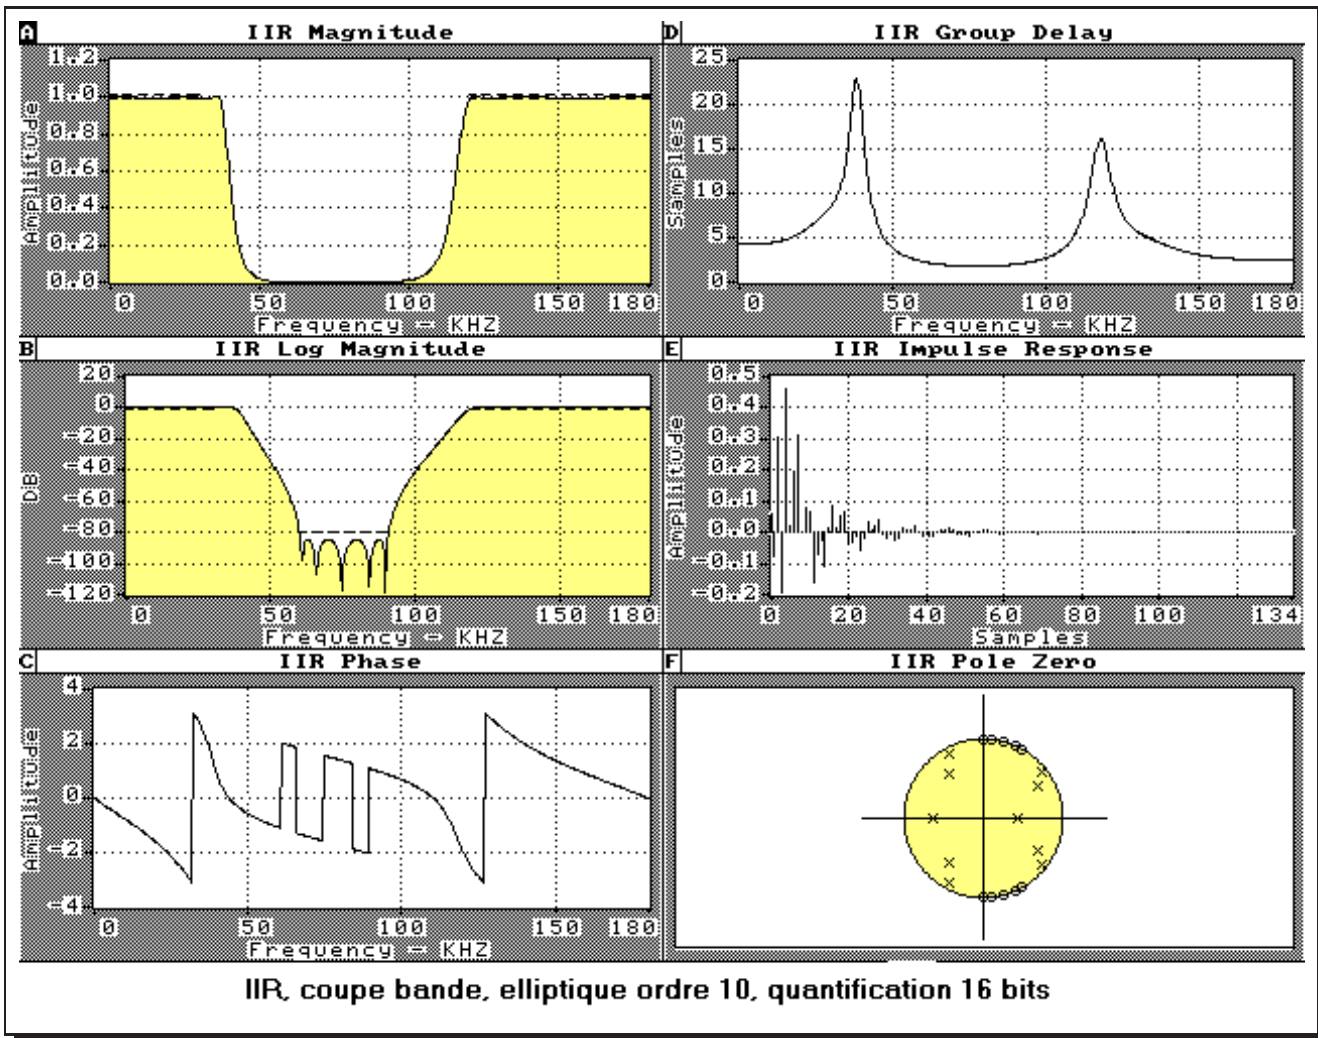 A IIR Magnitude
1.2
1.0
0.8
0.6
0.4
0.2
0.0
Amplitude
0 50 100 150 180
Frequency - KHZ
D IIR Group Delay
25
20
15
10
5
0
Samples
0 50 100 150 180
Frequency - KHZ
B IIR Log Magnitude
20
0
-20
-40
-60
-80
-100
-120
DB
0 50 100 150 180
Frequency - KHZ
E IIR Impulse Response
0.5
0.4
0.3
0.2
0.1
0.0
-0.1
-0.2
Amplitude
0 20 40 60 80 100 134
Samples
C IIR Phase
4
2
0
-2
-4
Amplitude
0 50 100 150 180
Frequency - KHZ
F IIR Pole Zero
IIR, coupe bande, elliptique ordre 10, quantification 16 bits